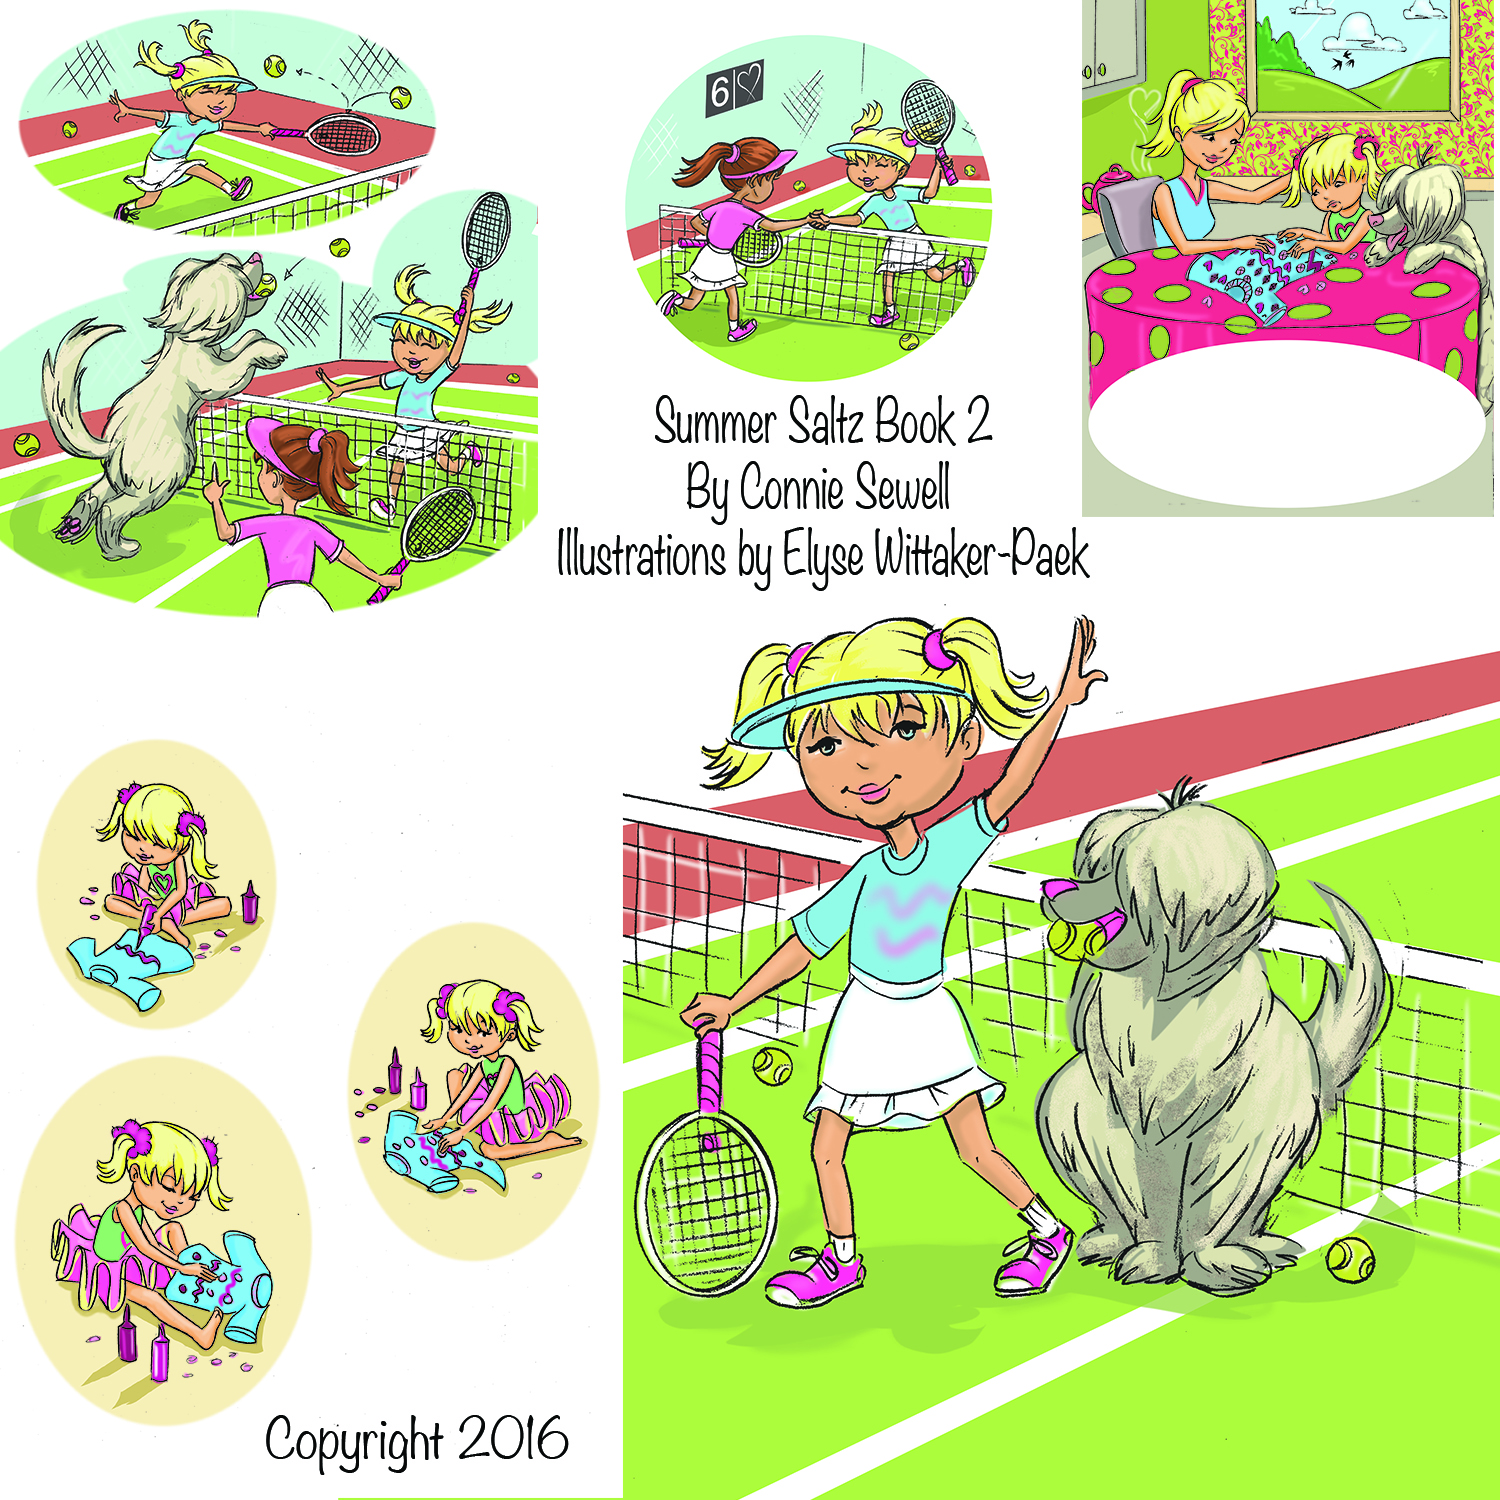 6
Summer Saltz Book 2
By Connie Sewell
Illustrations by Elyse Wittaker-Paek
Copyright 2016